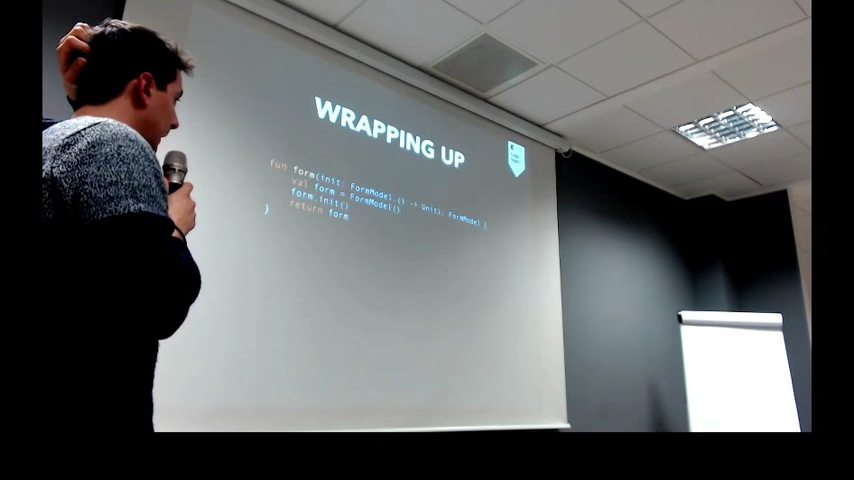 WRAPPING UP
fun form(init: FormModel.() -> Unit): FormModel {
val form = FormModel()
form.init()
return form
}